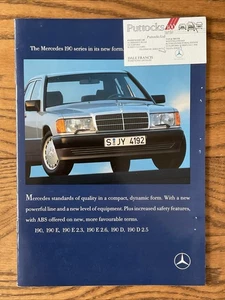 The Mercedes 190 series in its new form.
Puttocks
S·JY 4192
Mercedes standards of quality in a compact, dynamic form. With a new
powerful line and a new level of equipment. Plus increased safety features,
with ABS offered on new, more favourable terms.
190, 190 E, 190 E 2.3, 190 E 2.6, 190 D, 190 D 2.5